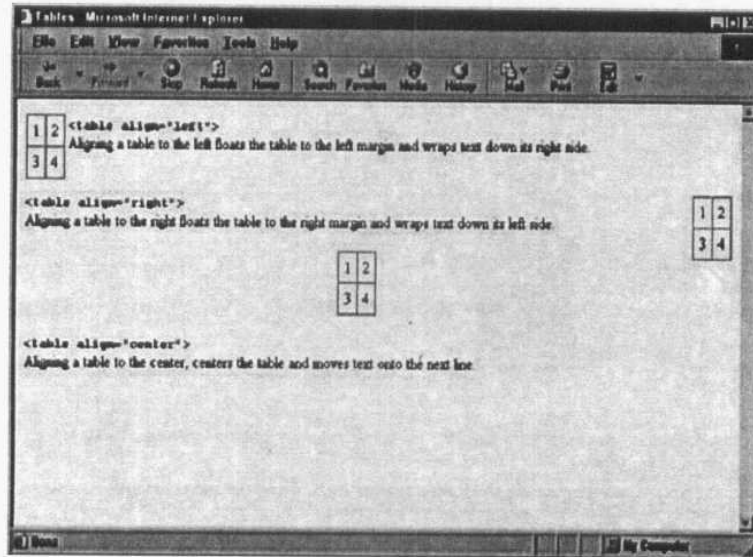 Tables - Microsoft Internet Explorer
File Edit View Favorites Tools Help
Back Forward Stop Refresh Home Search Favorites Media History Mail Print Edit
1 2 <table align="left">
Aligning a table to the left floats the table to the left margin and wraps text down its right side.
3 4
<table align="right">
1 2
Aligning a table to the right floats the table to the right margin and wraps text down its left side.
3 4
1 2
3 4
<table align="center">
Aligning a table to the center, centers the table and moves text onto the next line.
Done My Computer